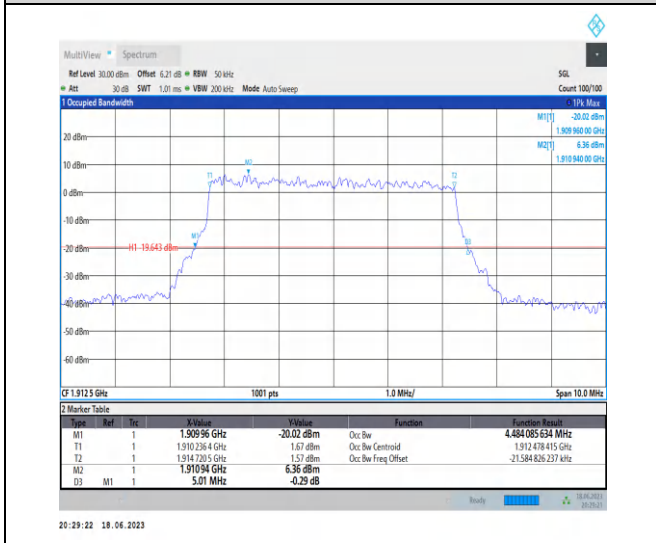 MultiView Spectrum
Ref Level 30.00 dBm Offset 6.21 dB RBW 50 kHz SGL
Att 30 dB SWT 1.01 ms VBW 200 kHz Mode Auto Sweep Count 100/100
1 Occupied Bandwidth 1Pk Max
M1[1] -20.02 dBm
1.909 960 00 GHz
M2[1] 6.36 dBm
1.910 940 00 GHz
20 dBm
10 dBm
M2
T1 T2
0 dBm
-10 dBm
M1
D3
-20 dBm H1 -19.643 dBm
-30 dBm
-40 dBm
-50 dBm
-60 dBm
CF 1.912 5 GHz 1001 pts 1.0 MHz/ Span 10.0 MHz
2 Marker Table
Type Ref Trc X-Value Y-Value Function Function Result
M1 1 1.909 96 GHz -20.02 dBm Occ Bw 4.484 085 634 MHz
T1 1 1.910 236 4 GHz 1.67 dBm Occ Bw Centroid 1.912 478 415 GHz
T2 1 1.914 720 5 GHz 1.57 dBm Occ Bw Freq Offset -21.584 826 237 kHz
M2 1 1.910 94 GHz 6.36 dBm
D3 M1 1 5.01 MHz -0.29 dB
Ready 18.06.2023
20:29:21
20:29:22 18.06.2023